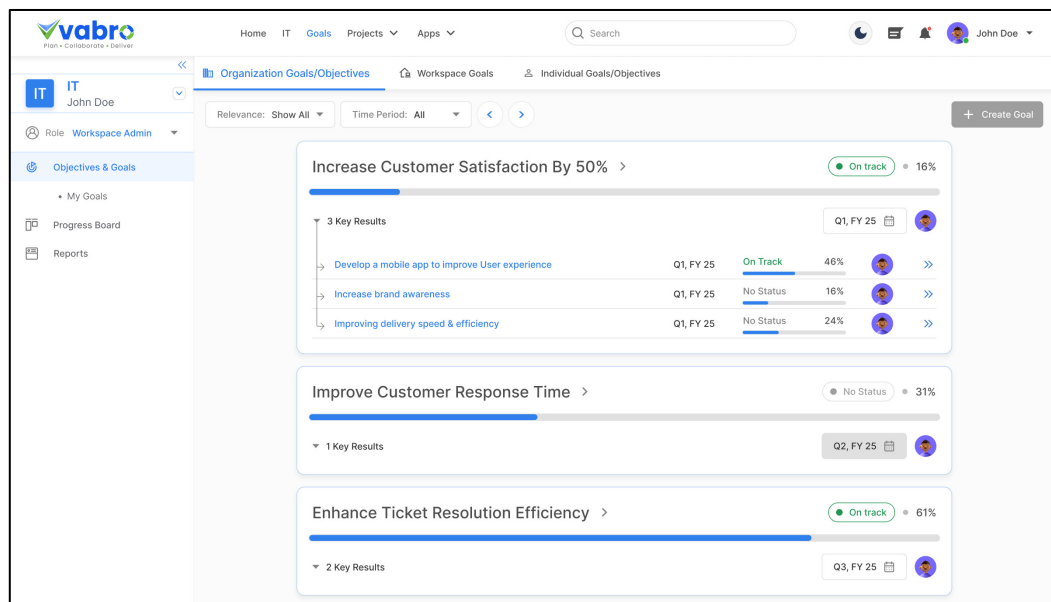 vabro
Plan • Collaborate • Deliver
Home IT Goals Projects Apps
Search
John Doe
IT
IT
John Doe
Role Workspace Admin
Objectives & Goals
• My Goals
Progress Board
Reports
Organization Goals/Objectives Workspace Goals Individual Goals/Objectives
Relevance: Show All Time Period: All
+ Create Goal
Increase Customer Satisfaction By 50% > On track 16%
3 Key Results Q1, FY 25
Develop a mobile app to improve User experience Q1, FY 25 On Track 46%
Increase brand awareness Q1, FY 25 No Status 16%
Improving delivery speed & efficiency Q1, FY 25 No Status 24%
Improve Customer Response Time > No Status 31%
1 Key Results Q2, FY 25
Enhance Ticket Resolution Efficiency > On track 61%
2 Key Results Q3, FY 25